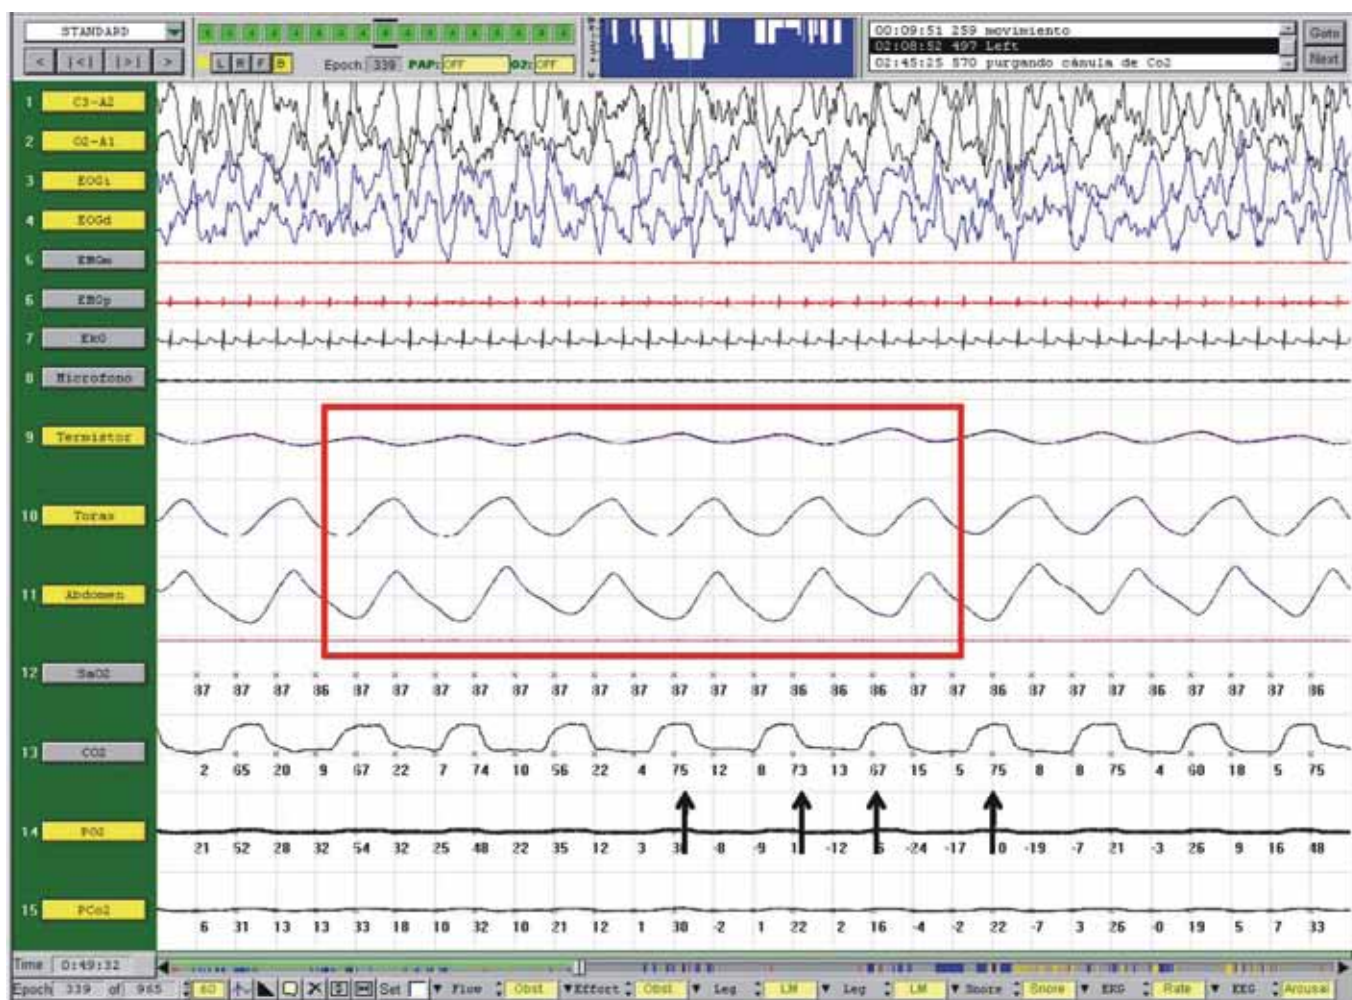 STANDARD
00:09:51 259 movimiento
Goto
02:08:52 497 Left
< |<| |>| >
L R F B
Epoch: 339 PAP: OFF O2: OFF
02:45:25 570 purgando cánula de Co2
Next
1 C3-A2
2 O2-A1
3 EOGi
4 EOGd
5 EMGm
6 EMGp
7 EKG
8 Microfono
9 Termistor
10 Torax
11 Abdomen
12 SaO2
87 87 87 86 87 87 87 87 87 87 87 87 87 87 87 86 87 86 87 87 86 87 87 87 86 87 87 87 86
13 CO2
2 65 20 9 67 22 7 74 10 56 22 4 75 12 8 73 13 67 15 5 75 8 8 75 4 60 18 5 75
14 PO2
21 52 28 32 54 32 25 48 22 35 12 3 -8 -9 -12 -24 -17 -19 -7 21 -3 26 9 16 48
15 PCo2
6 31 13 13 33 18 10 32 10 21 12 1 30 -2 1 22 2 16 -4 -2 22 -7 3 26 -0 19 5 7 33
Time 0:49:32
Epoch 339 of 965 60 Set Flow Obst Effort Obst Leg LM Leg LM Snore Snore EKG Rate EEG Arousal